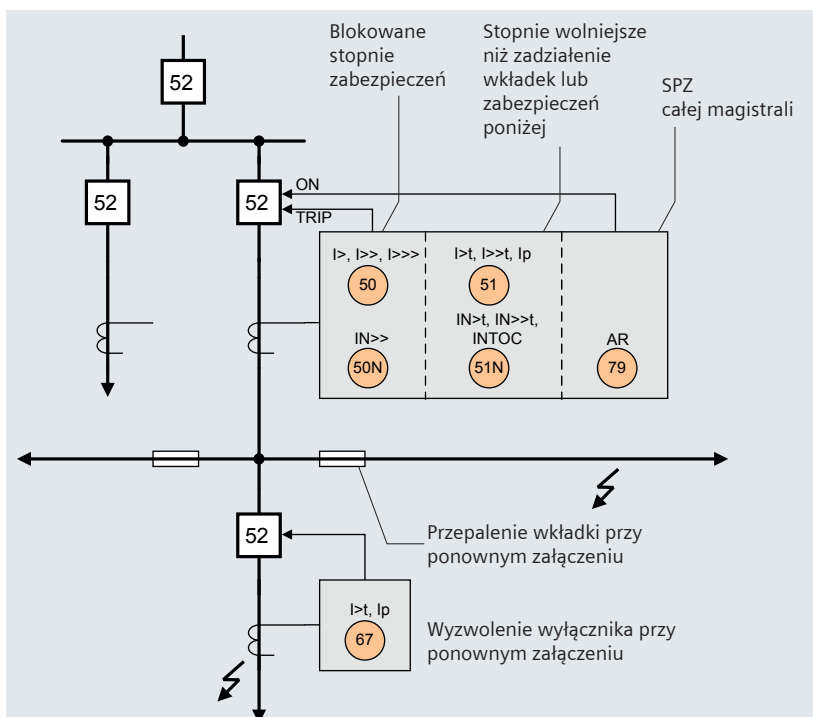 Blokowane
stopnie
zabezpieczeń
Stopnie wolniejsze
niż zadziałenie
wkładek lub
zabezpieczeń
poniżej
SPZ
całej magistrali
52
52
52
ON
TRIP
I>, I>>, I>>>
50
I>t, I>>t, Ip
51
IN>>
50N
IN>t, IN>>t,
INTOC
51N
AR
79
52
Przepalenie wkładki przy
ponownym załączeniu
I>t, Ip
67
Wyzwolenie wyłącznika przy
ponownym załączeniu